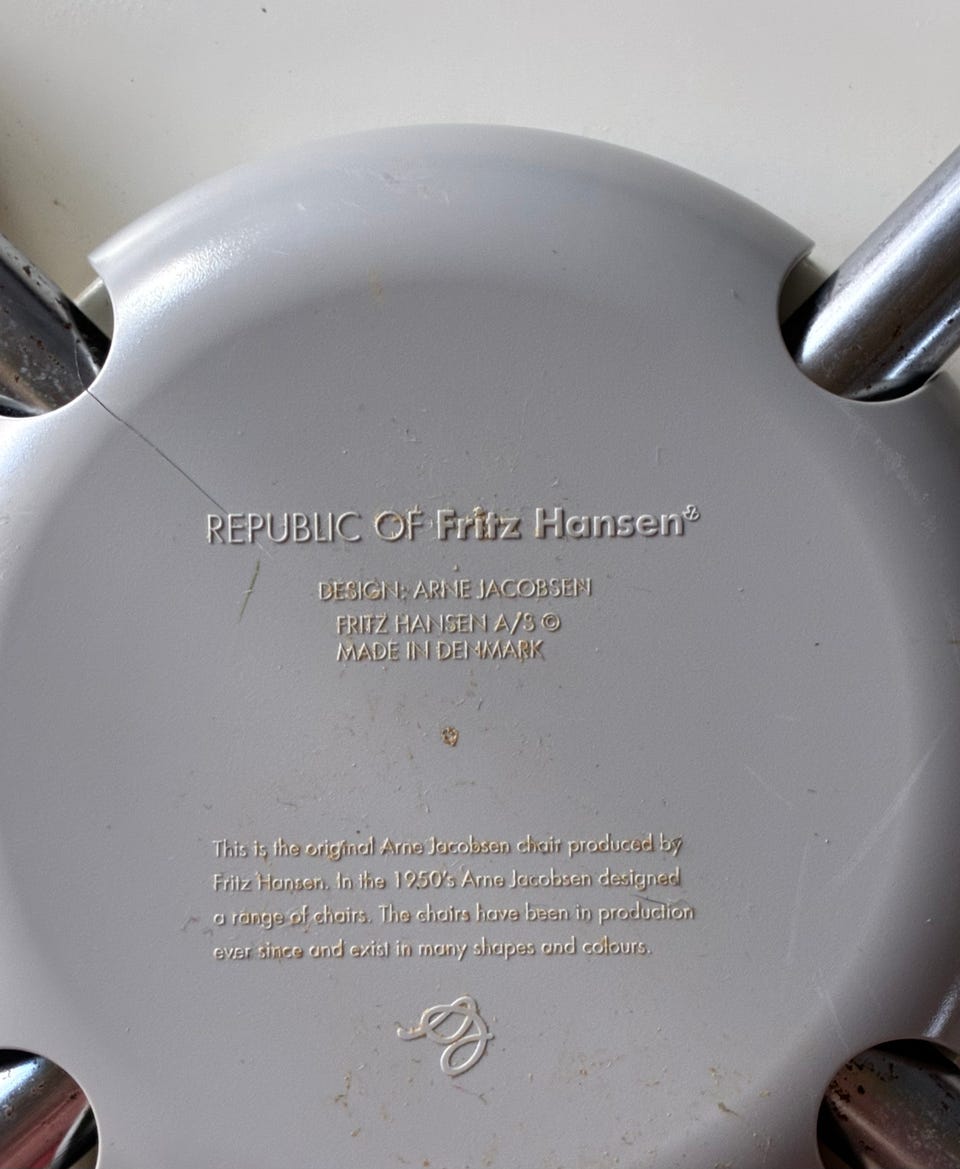 REPUBLIC OF Fritz Hansen
DESIGN: ARNE JACOBSEN
FRITZ HANSEN A/S ©
MADE IN DENMARK
This is the original Arne Jacobsen chair produced by
Fritz Hansen. In the 1950's Arne Jacobsen designed
a range of chairs. The chairs have been in production
ever since and exist in many shapes and colours.